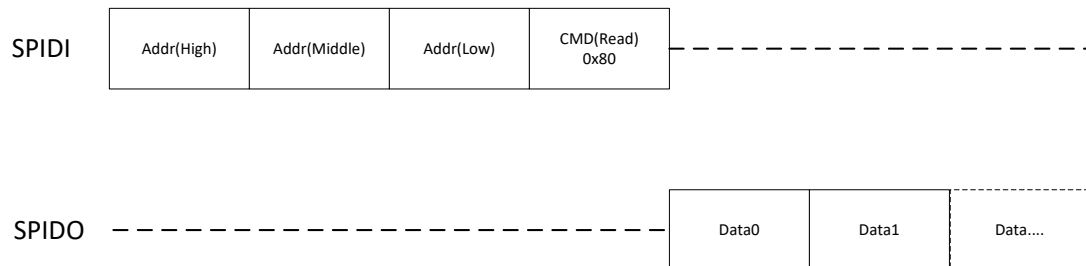 SPIDI
Addr(High)
Addr(Middle)
Addr(Low)
CMD(Read)
0x80
SPIDO
Data0
Data1
Data....